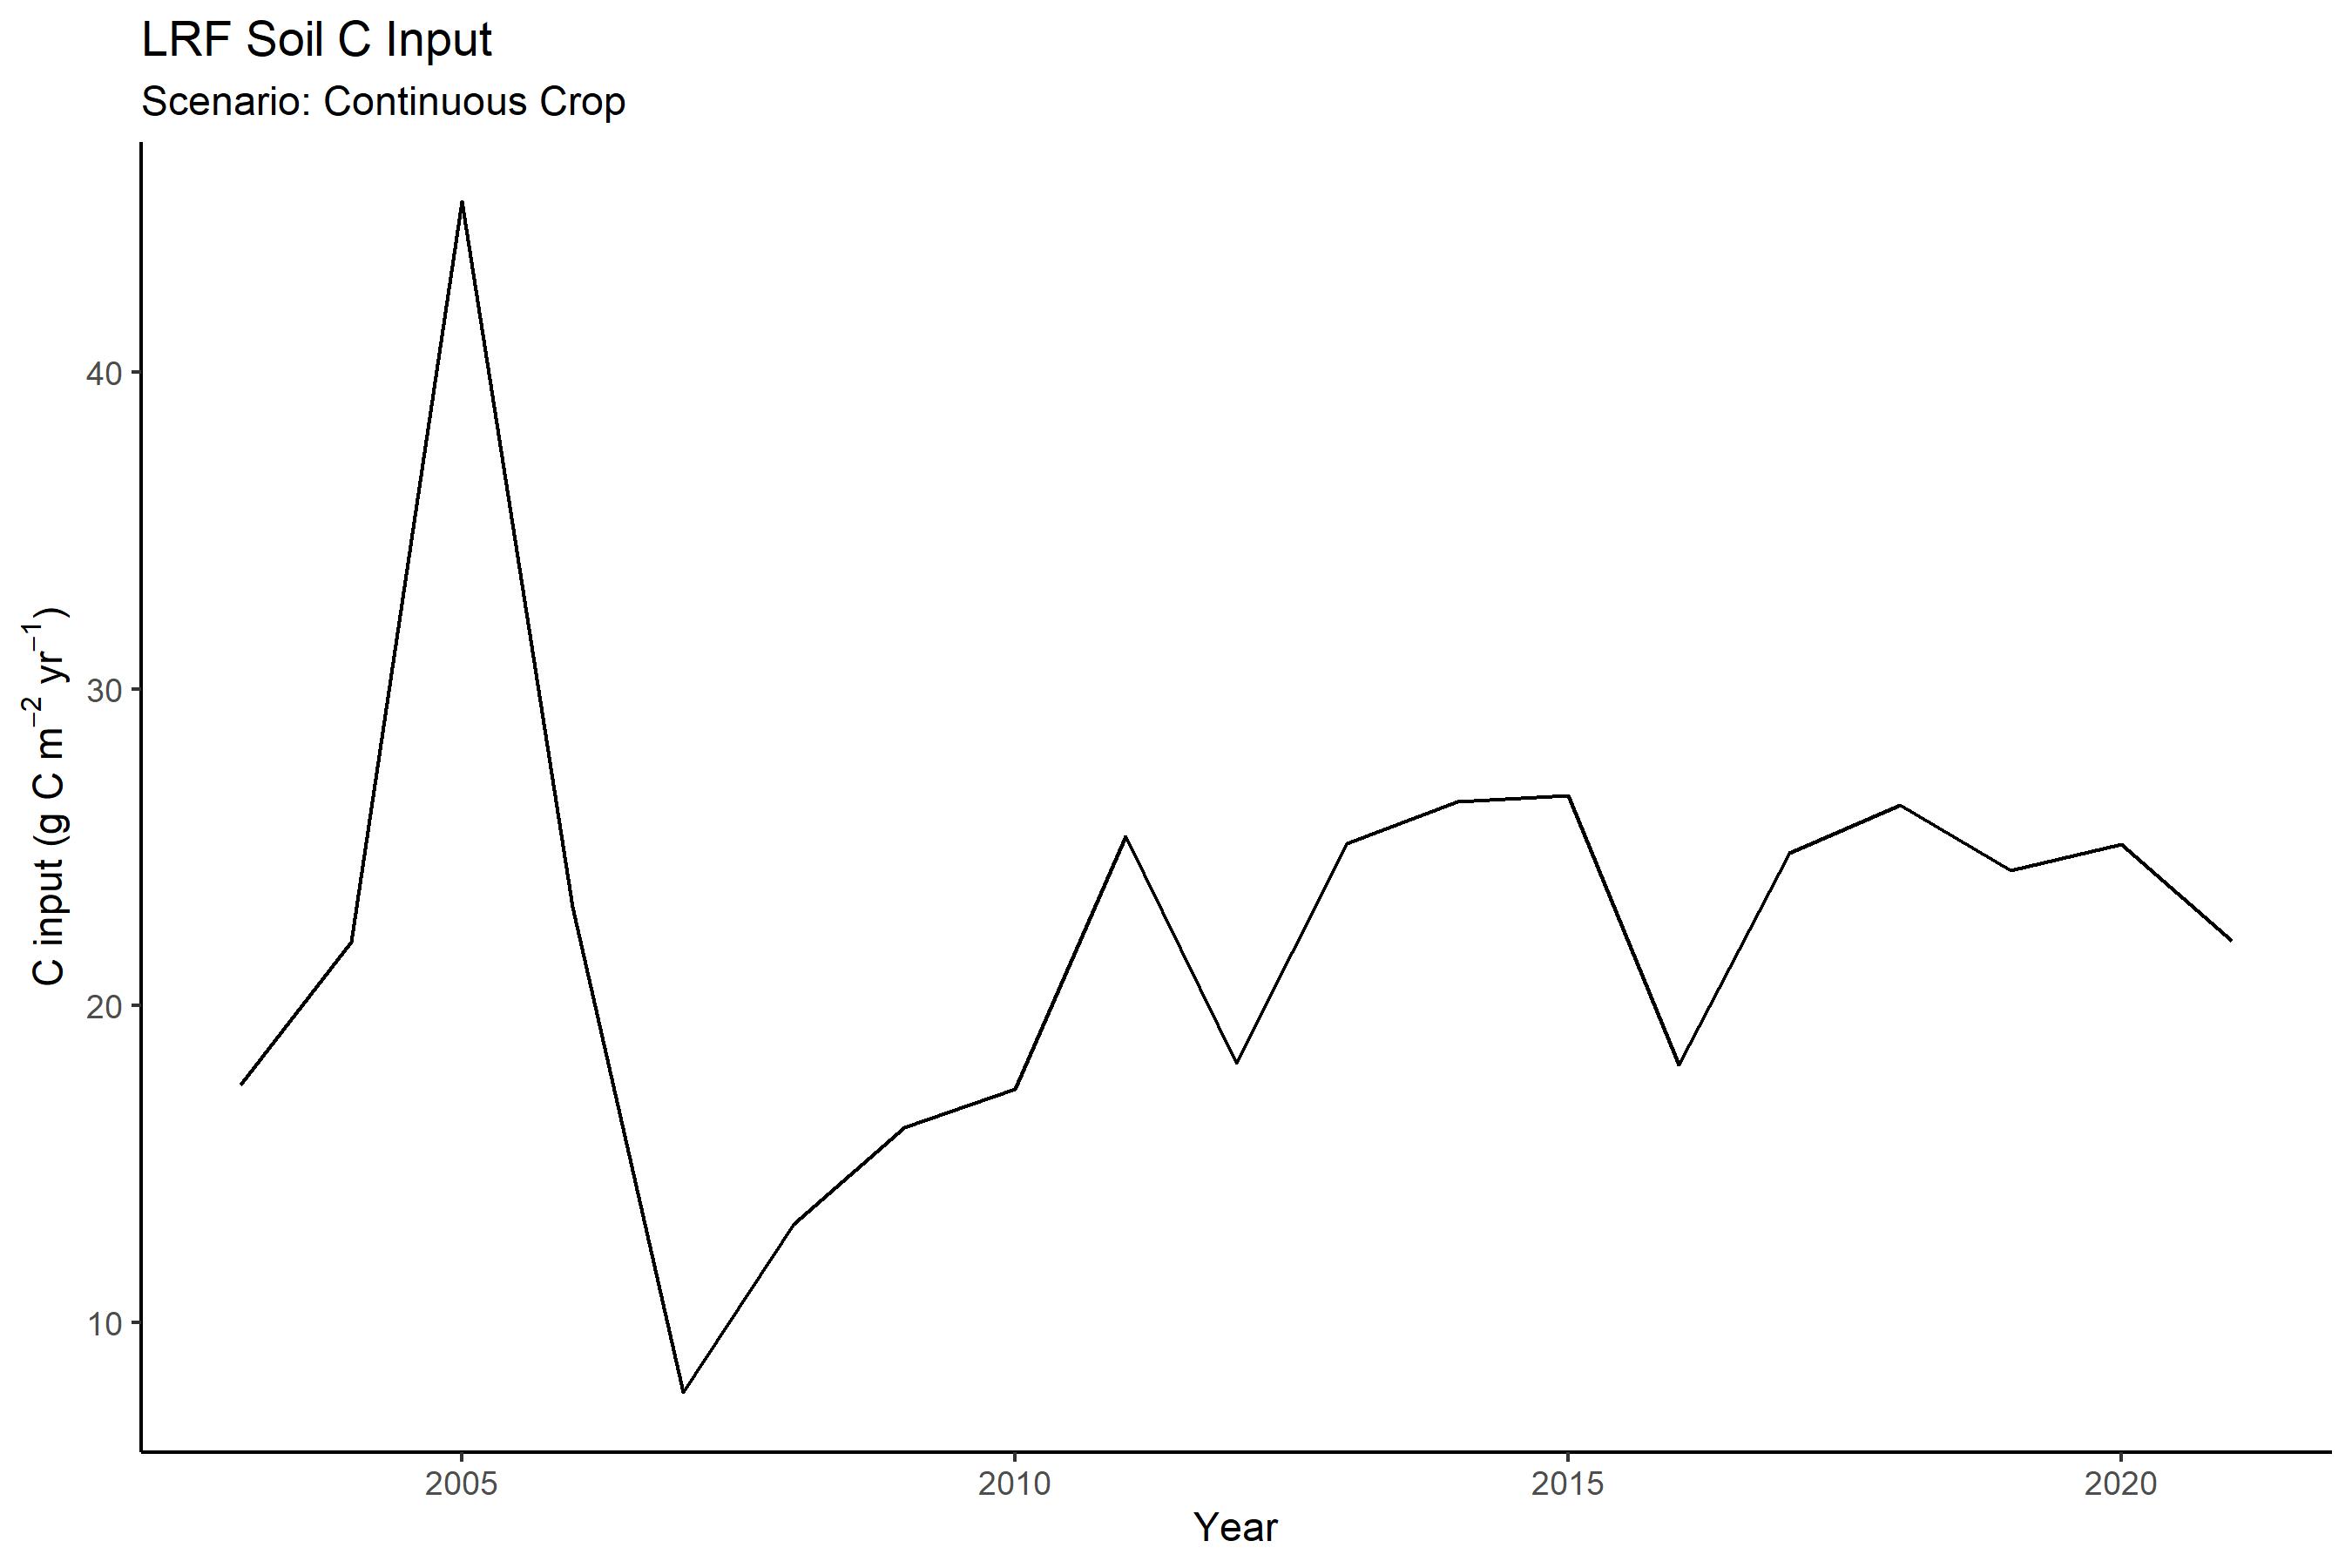 LRF Soil C Input
Scenario: Continuous Crop
C input (g C m⁻² yr⁻¹)
40
30
20
10
2005 2010 2015 2020
Year